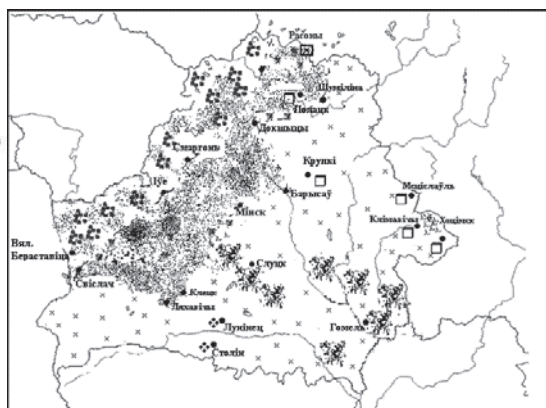 Расоны
Шуміліна
Полацк
Докшыцы
Смаргонь
Крупкі
Іўе
Барысаў
Мсціслаўль
Мінск
Клімавічы
Хоцімск
Вял.
Бераставіца
Слуцк
Свіслач
Клецк
Ляхавічы
Лунінец
Гомель
Столін